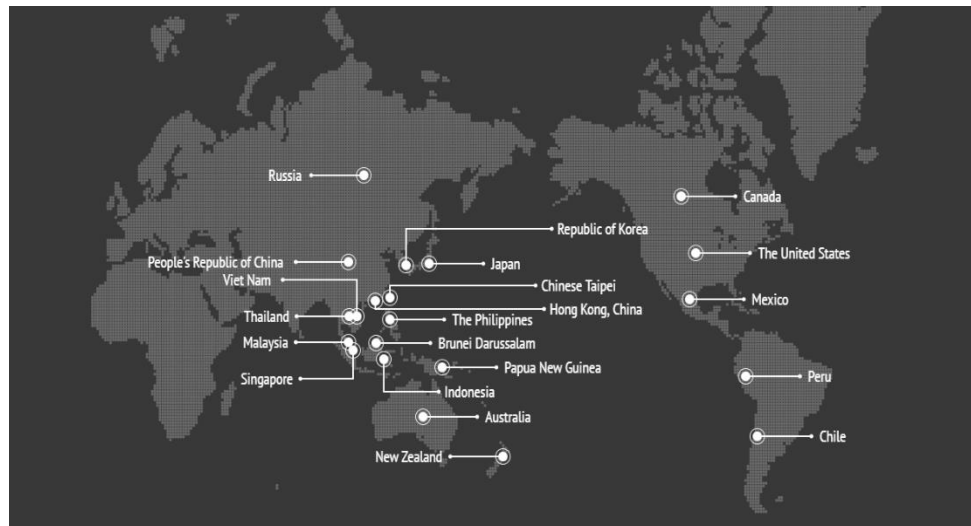 Russia
Canada
Republic of Korea
The United States
People's Republic of China
Japan
Viet Nam
Chinese Taipei
Mexico
Hong Kong, China
Thailand
The Philippines
Malaysia
Brunei Darussalam
Papua New Guinea
Singapore
Peru
Indonesia
Australia
Chile
New Zealand